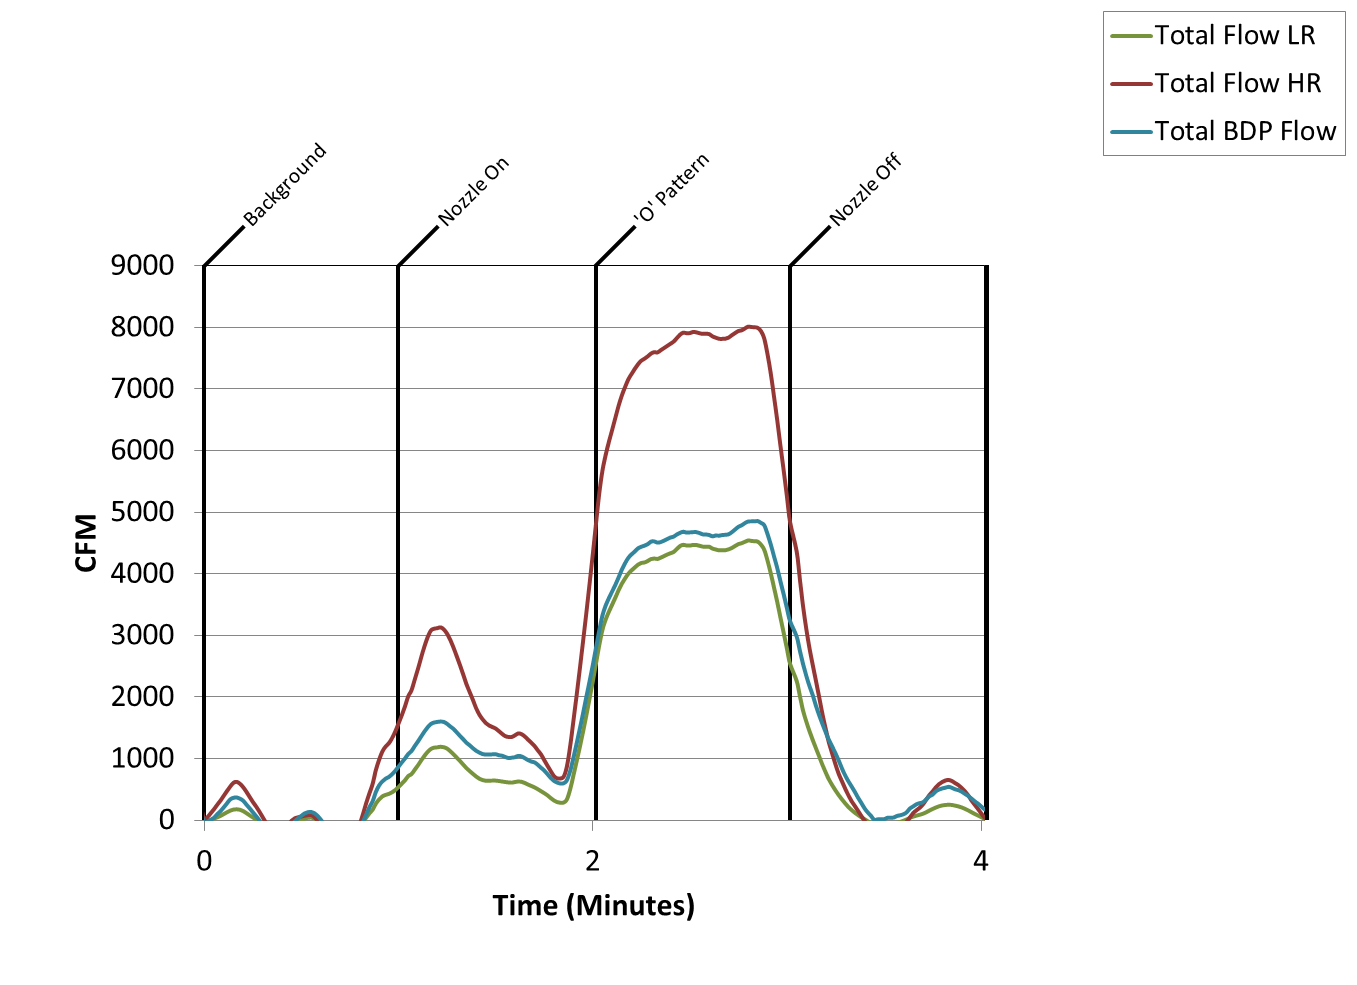 Total Flow LR
Total Flow HR
Total BDP Flow
Background
Nozzle On
'O' Pattern
Nozzle Off
9000
8000
7000
6000
5000
4000
3000
2000
1000
0
CFM
0 2 4
Time (Minutes)